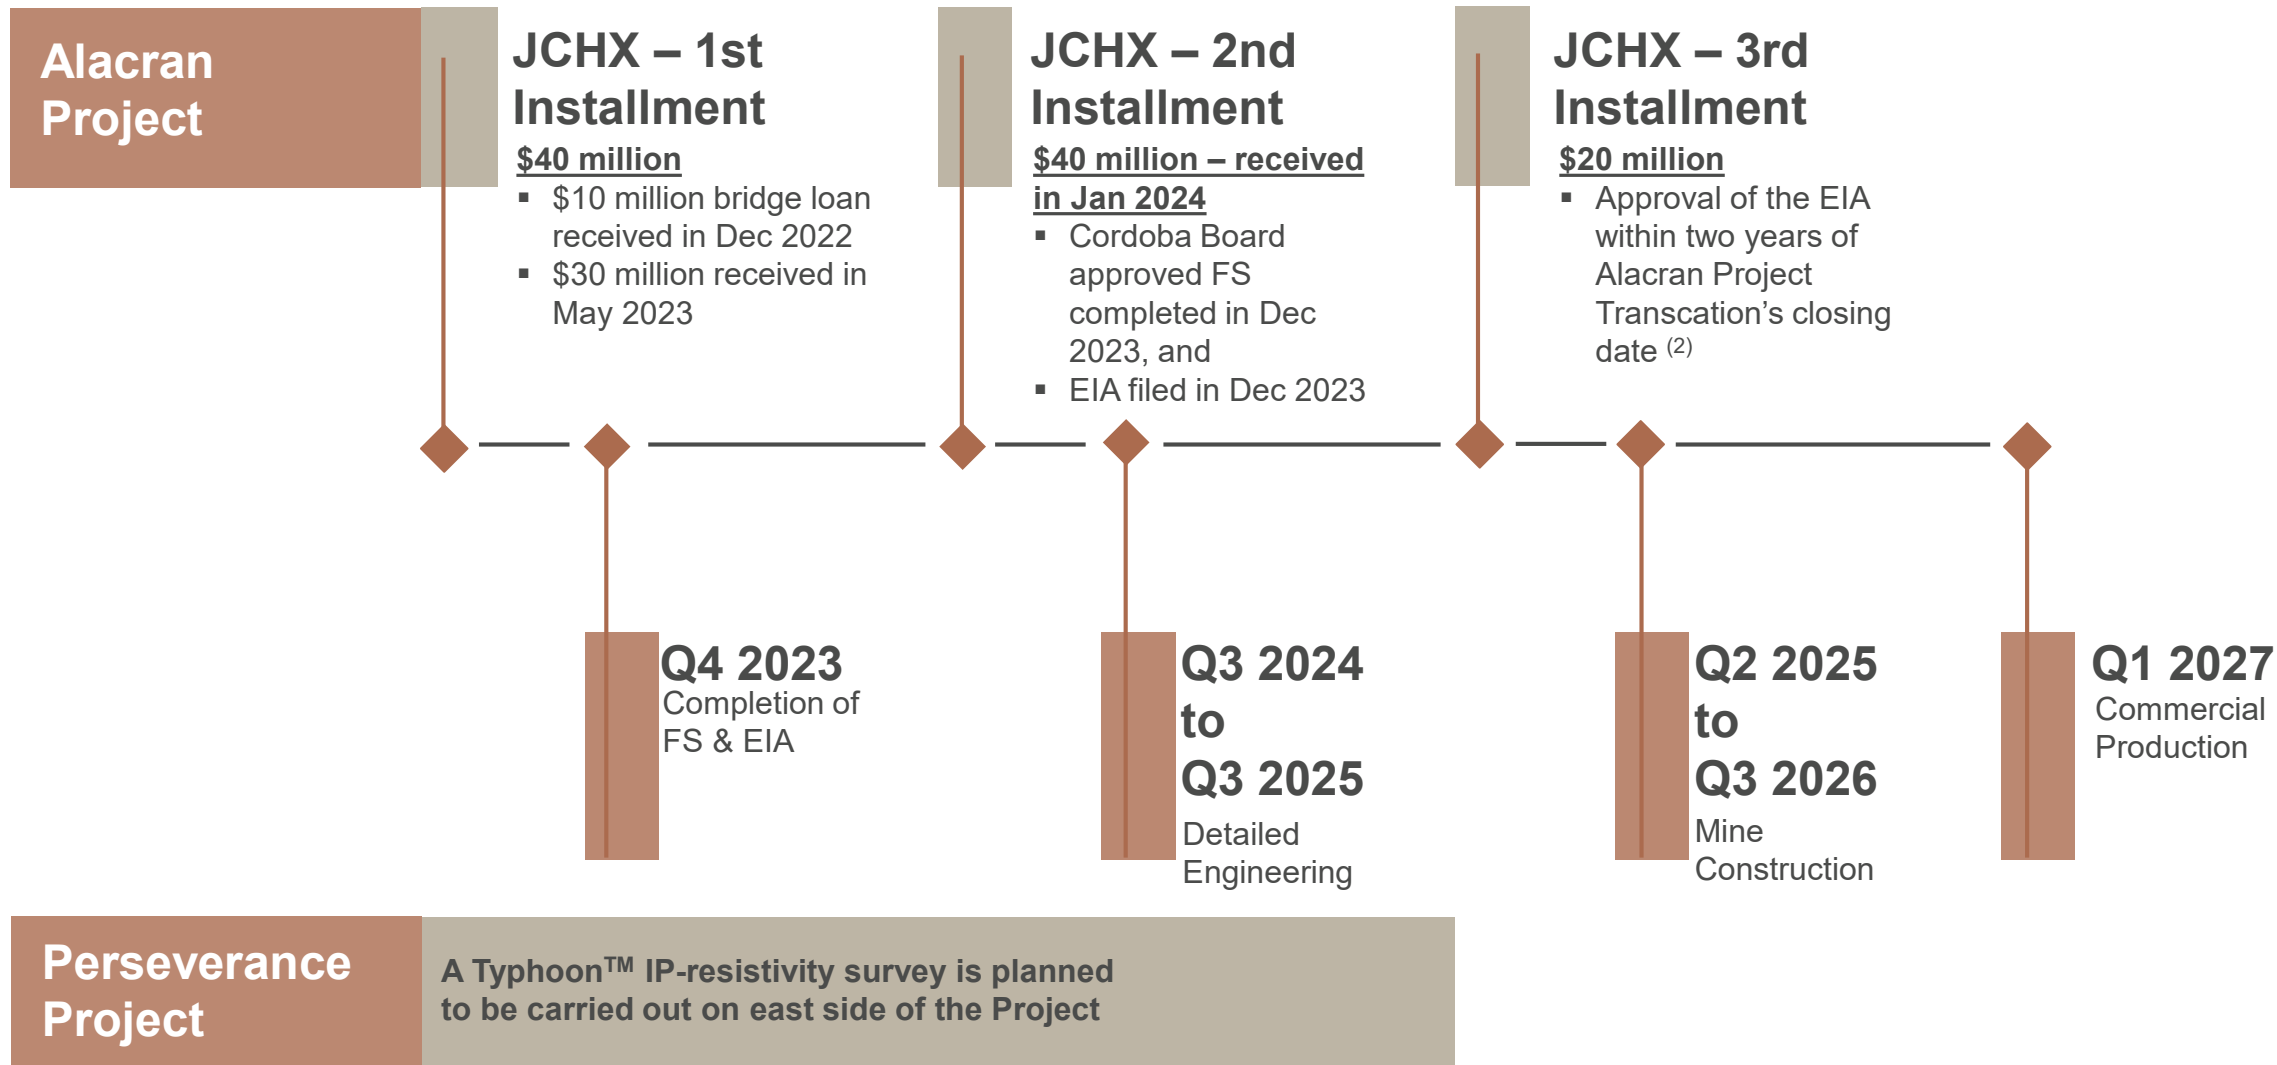 Alacran
Project
JCHX – 1st
Installment
$40 million
▪ $10 million bridge loan
received in Dec 2022
▪ $30 million received in
May 2023
JCHX – 2nd
Installment
$40 million – received
in Jan 2024
▪ Cordoba Board
approved FS
completed in Dec
2023, and
▪ EIA filed in Dec 2023
JCHX – 3rd
Installment
$20 million
▪ Approval of the EIA
within two years of
Alacran Project
Transcation’s closing
date (2)
Q4 2023
Completion of
FS & EIA
Q3 2024
to
Q3 2025
Detailed
Engineering
Q2 2025
to
Q3 2026
Mine
Construction
Q1 2027
Commercial
Production
Perseverance
Project
A Typhoon™ IP-resistivity survey is planned
to be carried out on east side of the Project